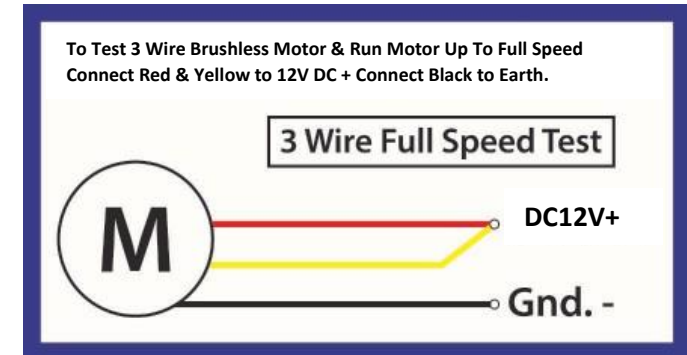 To Test 3 Wire Brushless Motor & Run Motor Up To Full Speed
Connect Red & Yellow to 12V DC + Connect Black to Earth.
3 Wire Full Speed Test
M
DC12V+
Gnd. -